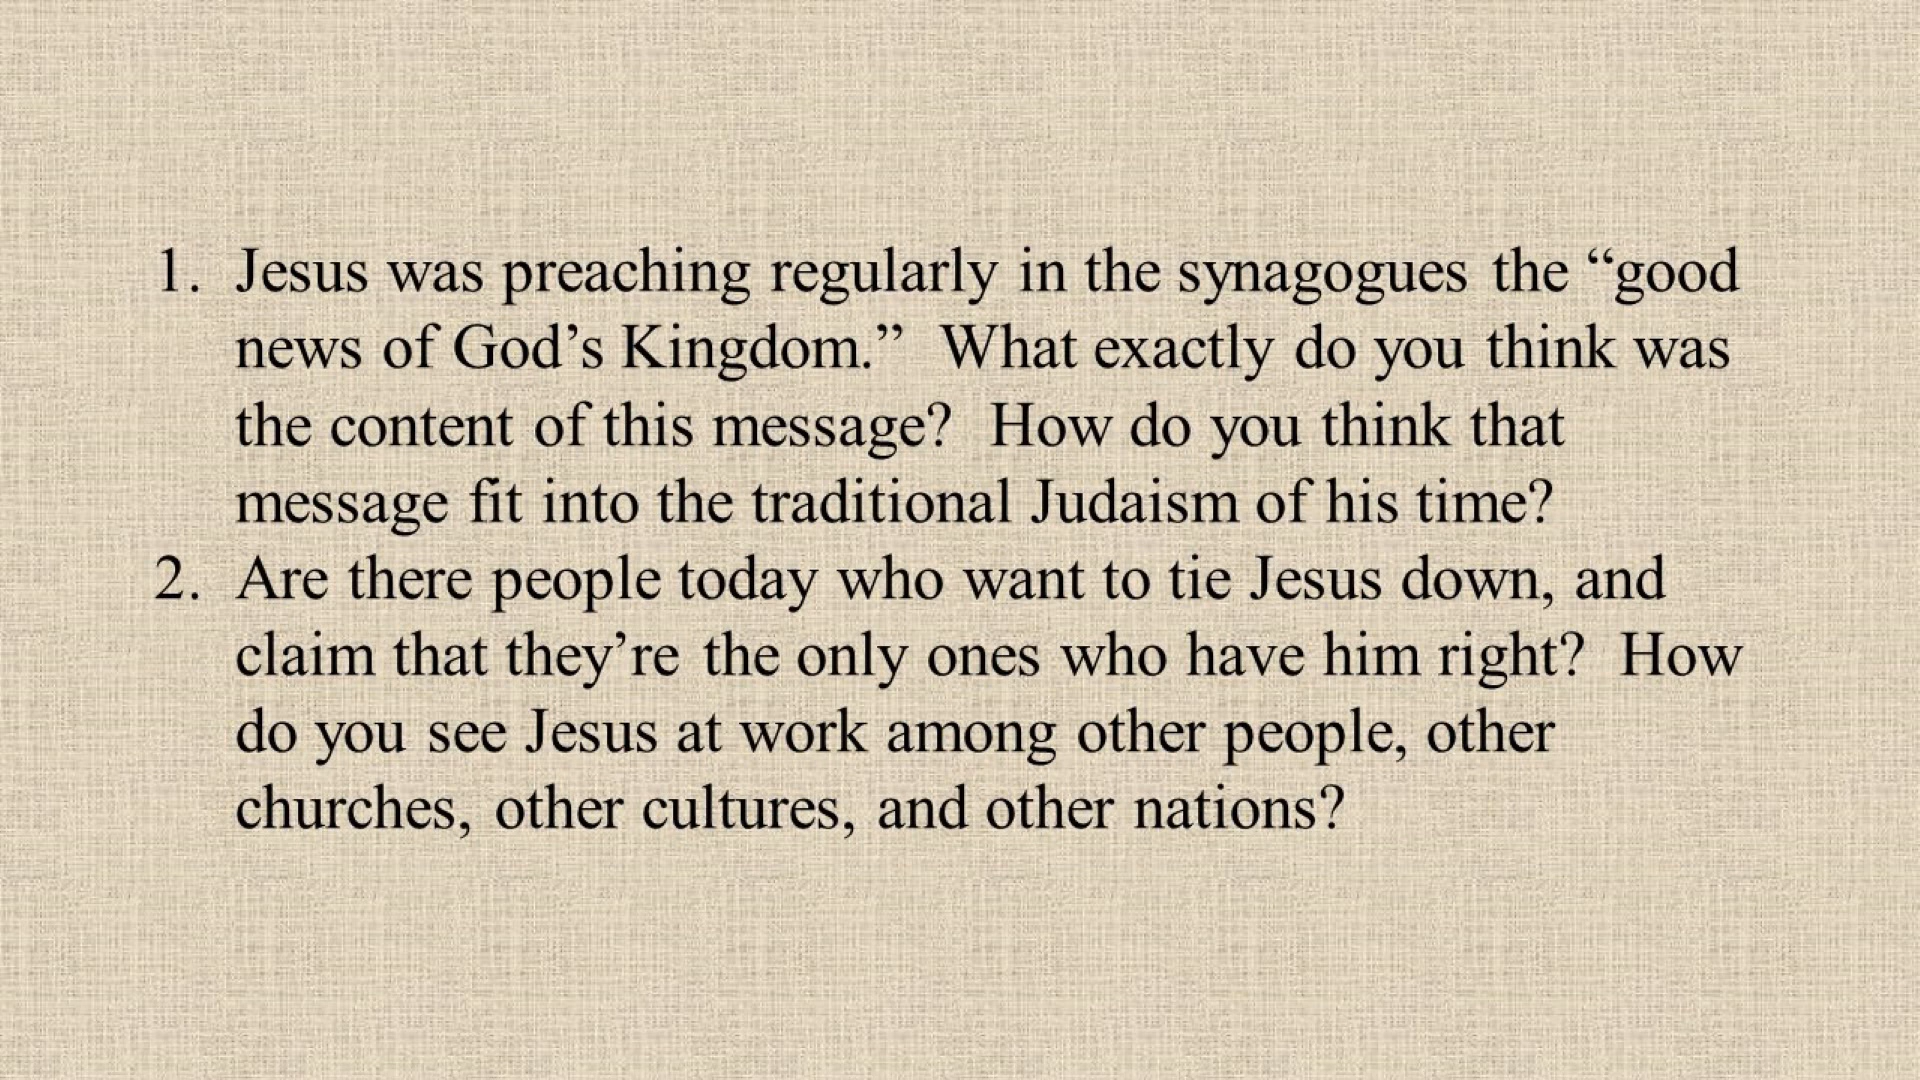 1. Jesus was preaching regularly in the synagogues the “good
news of God’s Kingdom.”  What exactly do you think was
the content of this message?  How do you think that
message fit into the traditional Judaism of his time?
2. Are there people today who want to tie Jesus down, and
claim that they’re the only ones who have him right?  How
do you see Jesus at work among other people, other
churches, other cultures, and other nations?